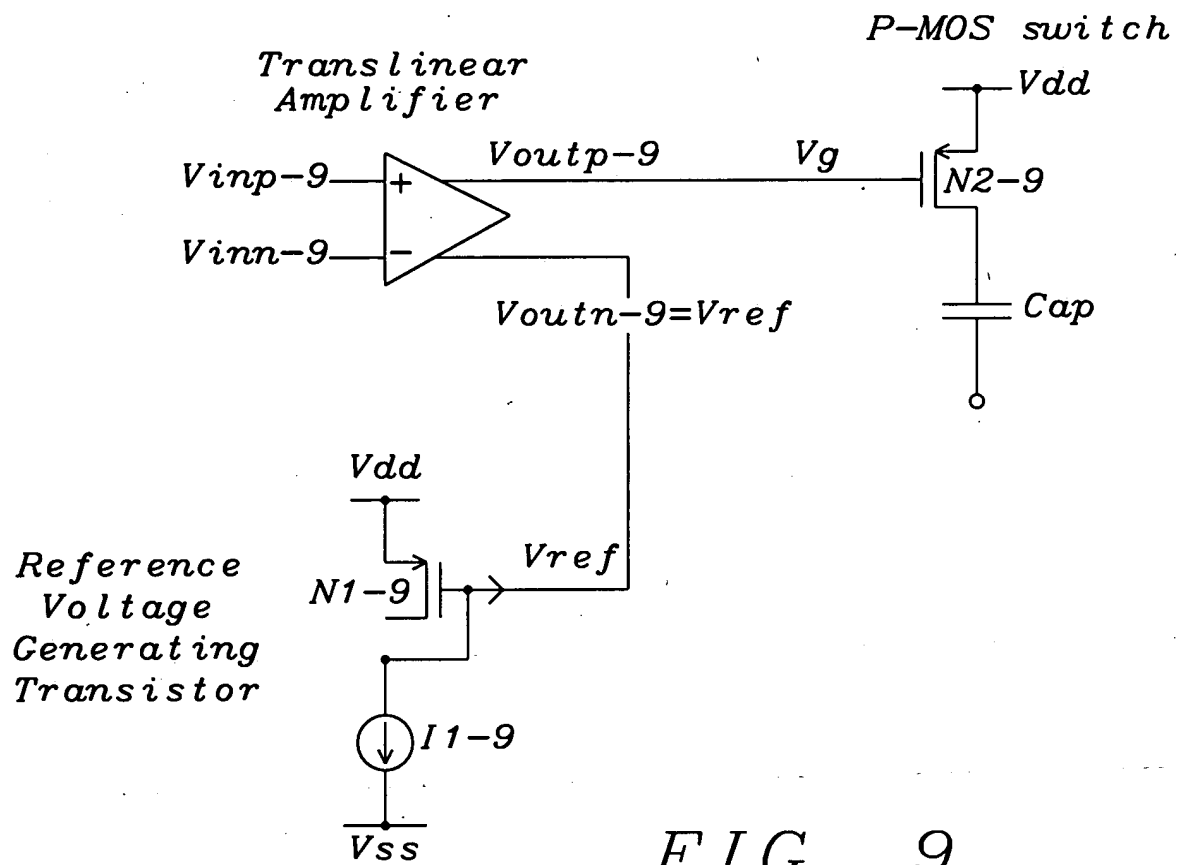 P-MOS switch
Translinear
Amplifier
Vdd
Vinp-9
+
Voutp-9
Vg
N2-9
Vinn-9
-
Voutn-9=Vref
Cap
Vdd
Reference
Voltage
Generating
Transistor
N1-9
Vref
I1-9
Vss
FIG. 9